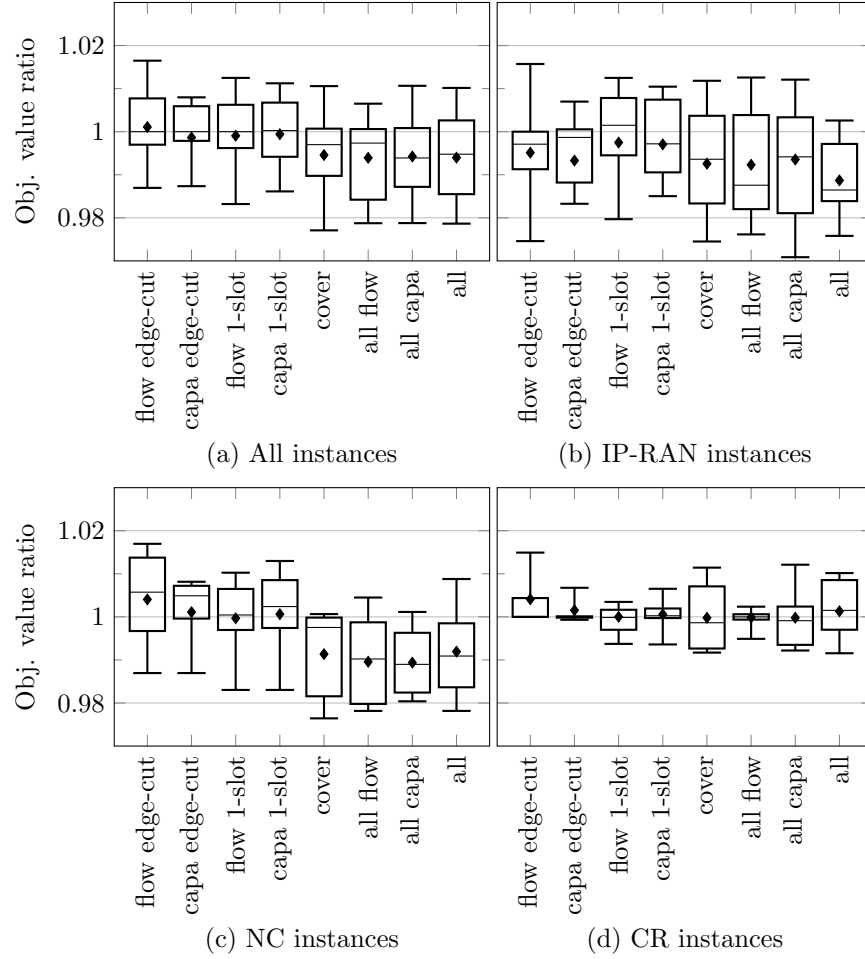 Obj. value ratio
1.02
1
0.98
flow edge-cut
capa edge-cut
flow 1-slot
capa 1-slot
cover
all flow
all capa
all
(a) All instances
flow edge-cut
capa edge-cut
flow 1-slot
capa 1-slot
cover
all flow
all capa
all
(b) IP-RAN instances
Obj. value ratio
1.02
1
0.98
flow edge-cut
capa edge-cut
flow 1-slot
capa 1-slot
cover
all flow
all capa
all
(c) NC instances
flow edge-cut
capa edge-cut
flow 1-slot
capa 1-slot
cover
all flow
all capa
all
(d) CR instances